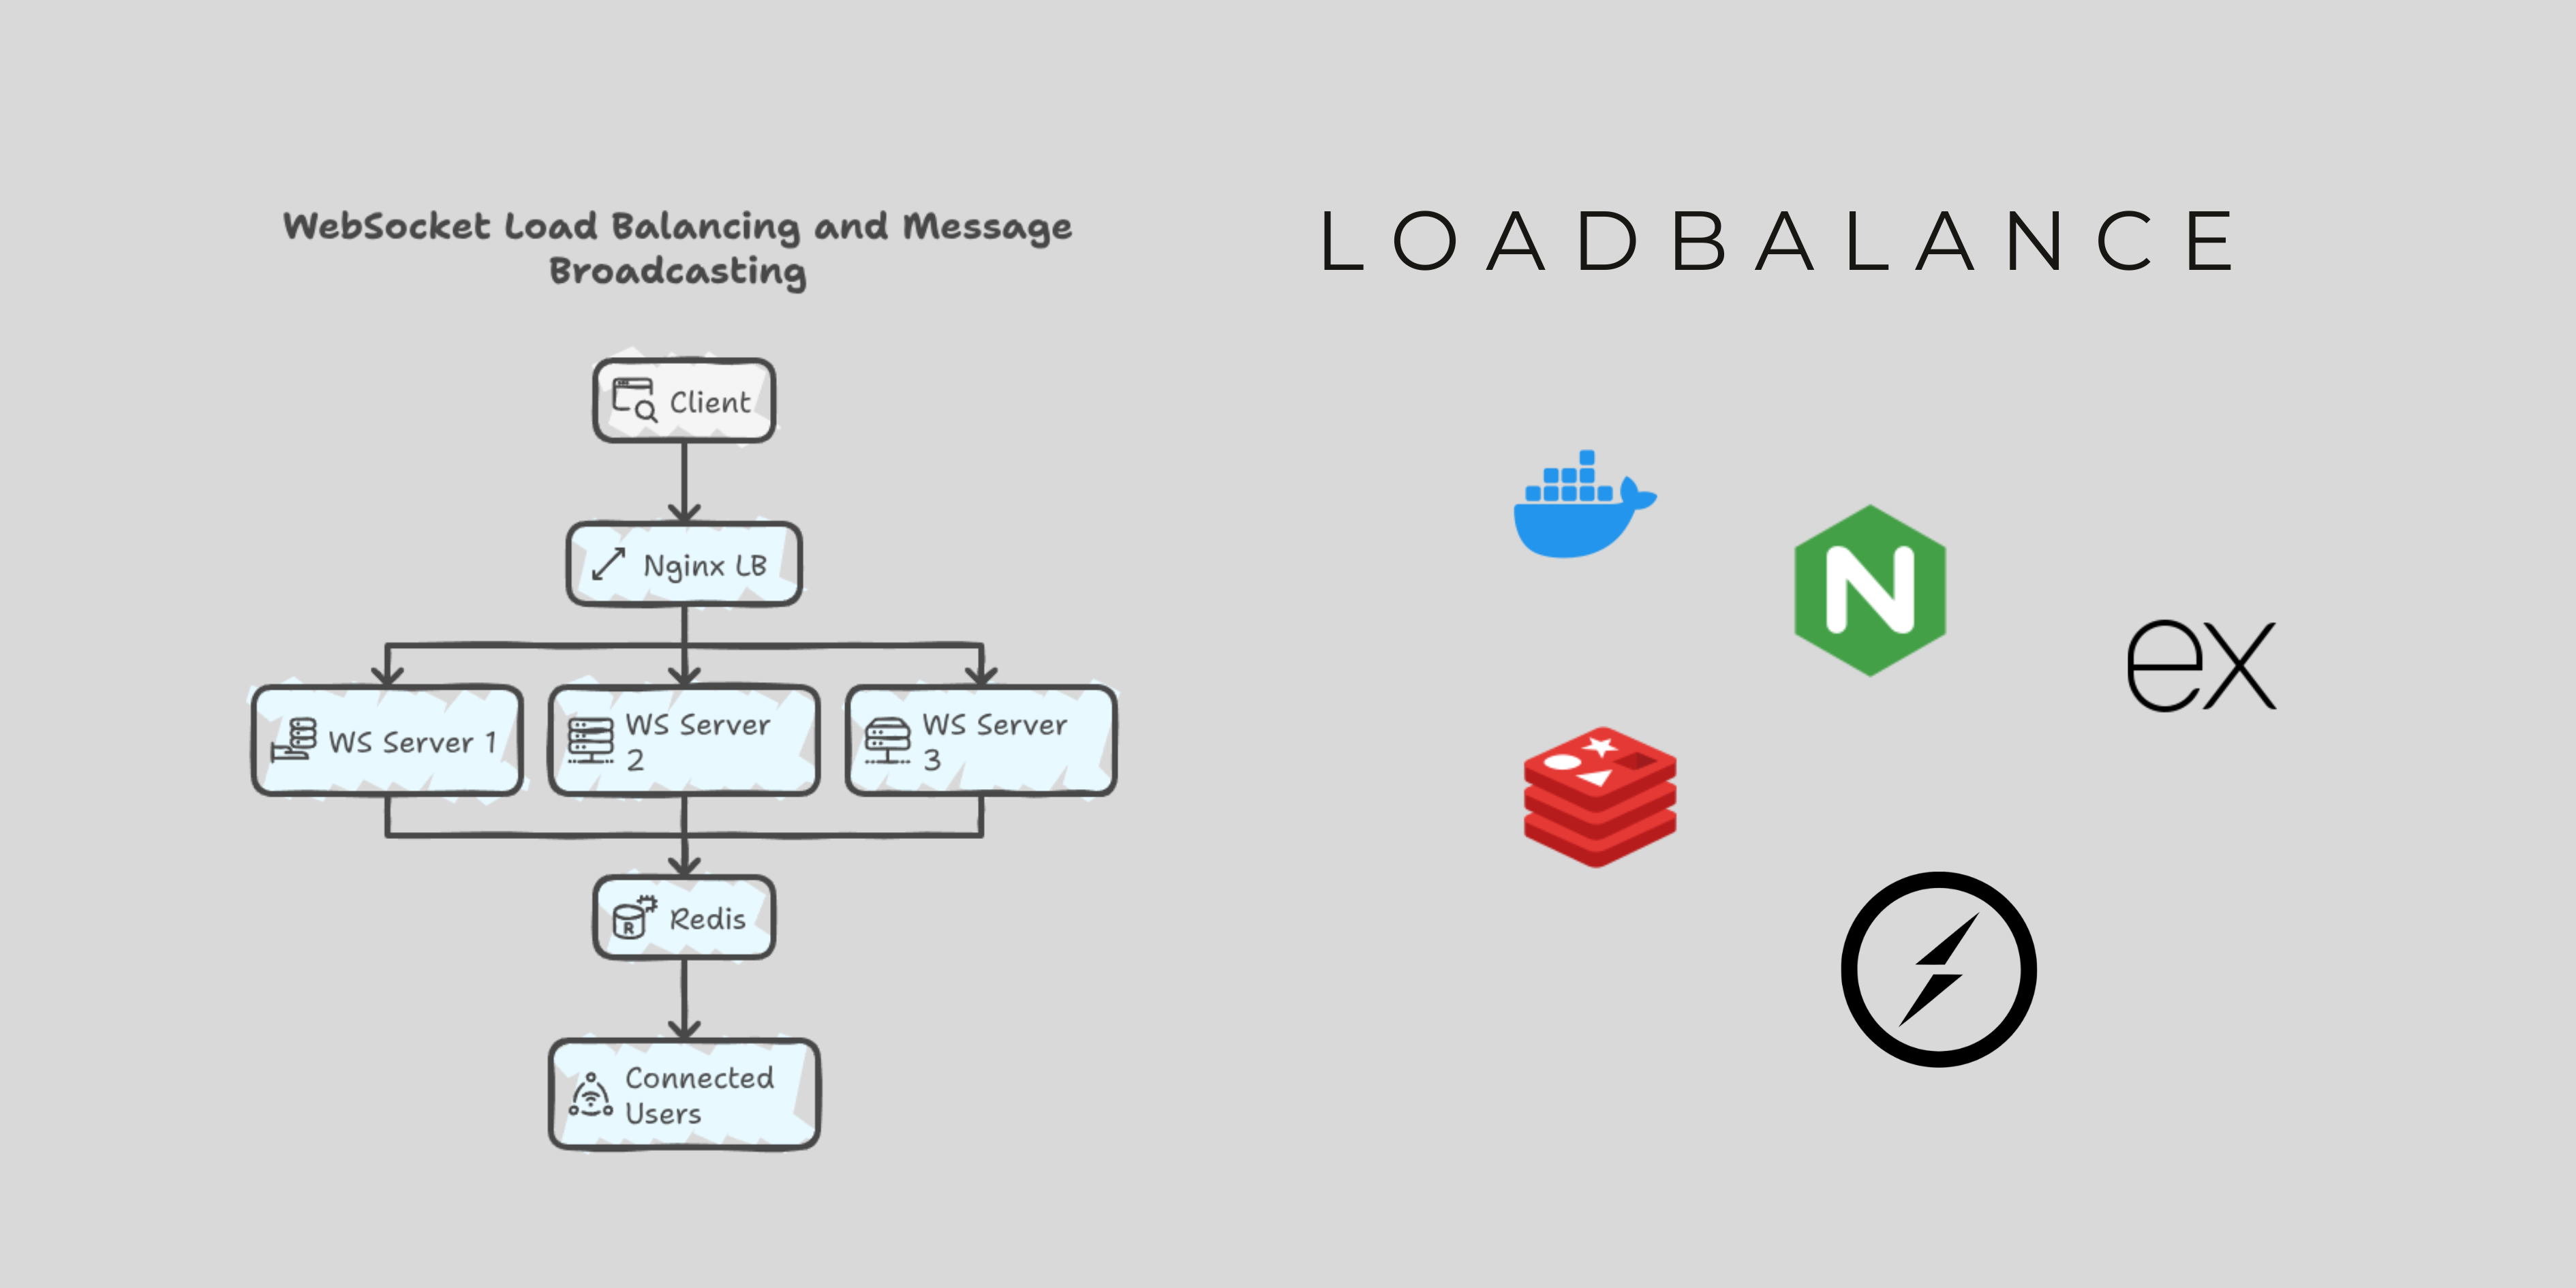 WebSocket Load Balancing and Message
Broadcasting
LOADBALANCE
Client
Nginx LB
WS Server 1
WS Server
2
WS Server
3
R
Redis
Connected
Users
N
ex